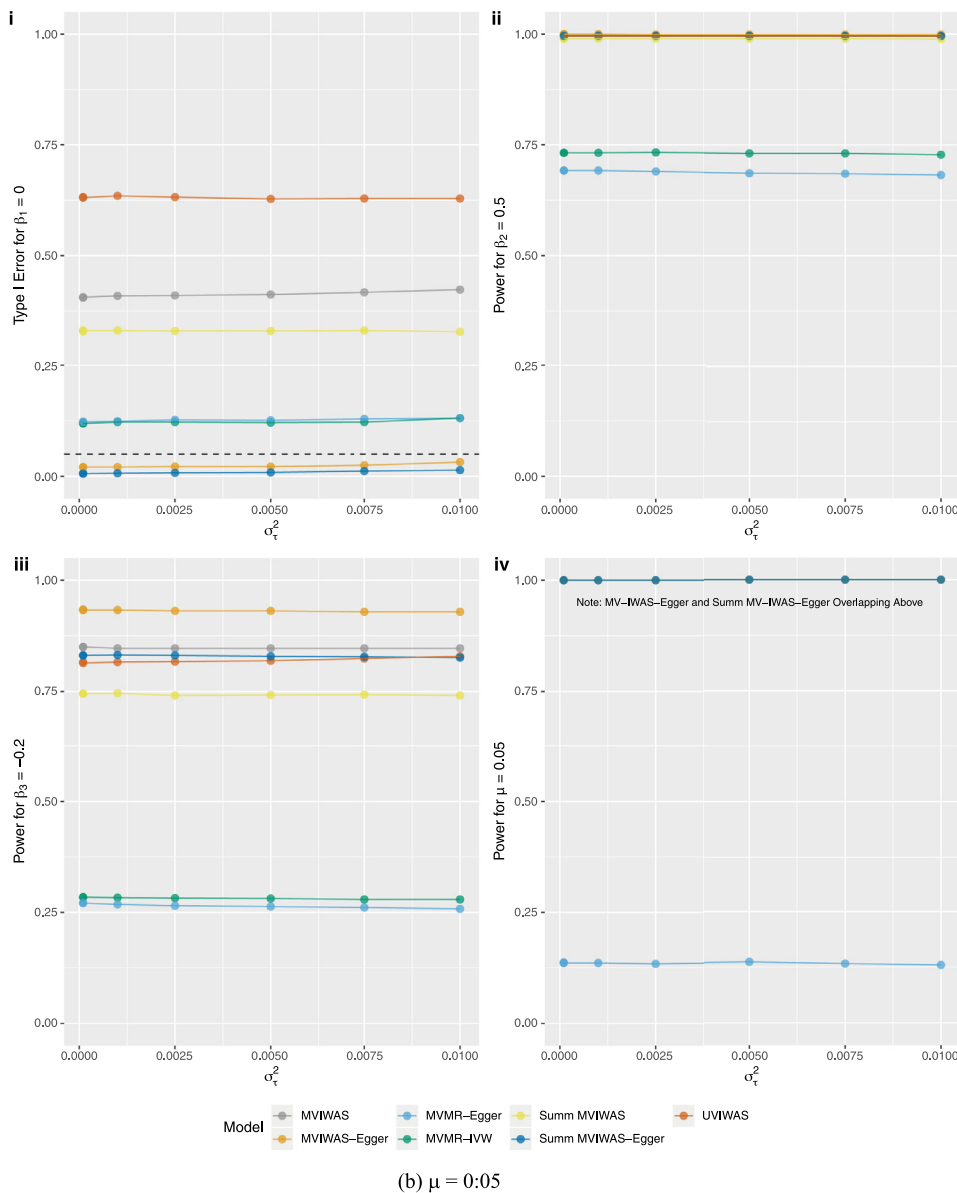 i
1.00
0.75
0.50
0.25
0.00
Type I Error for β1 = 0
0.0000 0.0025 0.0050 0.0075 0.0100
σ²τ
ii
1.00
0.75
0.50
0.25
0.00
Power for β2 = 0.5
0.0000 0.0025 0.0050 0.0075 0.0100
σ²τ
iii
1.00
0.75
0.50
0.25
0.00
Power for β3 = −0.2
0.0000 0.0025 0.0050 0.0075 0.0100
σ²τ
iv
1.00
Note: MV−IWAS−Egger and Summ MV−IWAS−Egger Overlapping Above
0.75
0.50
0.25
0.00
Power for μ = 0.05
0.0000 0.0025 0.0050 0.0075 0.0100
σ²τ
Model
MVIWAS MVMR−Egger Summ MVIWAS UVIWAS
MVIWAS−Egger MVMR−IVW Summ MVIWAS−Egger
(b) μ = 0:05